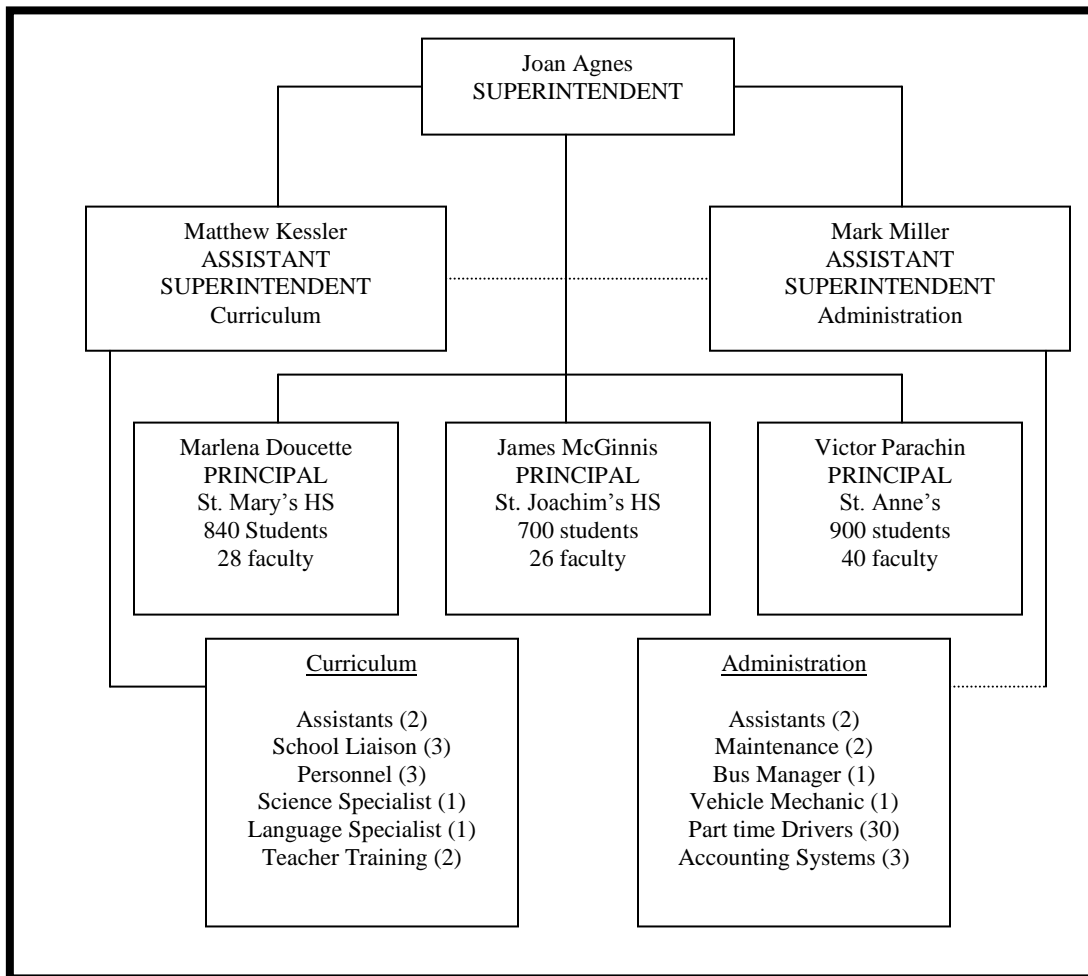 Joan Agnes
SUPERINTENDENT
Matthew Kessler
ASSISTANT
SUPERINTENDENT
Curriculum
Mark Miller
ASSISTANT
SUPERINTENDENT
Administration
Marlena Doucette
PRINCIPAL
St. Mary’s HS
840 Students
28 faculty
James McGinnis
PRINCIPAL
St. Joachim’s HS
700 students
26 faculty
Victor Parachin
PRINCIPAL
St. Anne’s
900 students
40 faculty
Curriculum
Assistants (2)
School Liaison (3)
Personnel (3)
Science Specialist (1)
Language Specialist (1)
Teacher Training (2)
Administration
Assistants (2)
Maintenance (2)
Bus Manager (1)
Vehicle Mechanic (1)
Part time Drivers (30)
Accounting Systems (3)